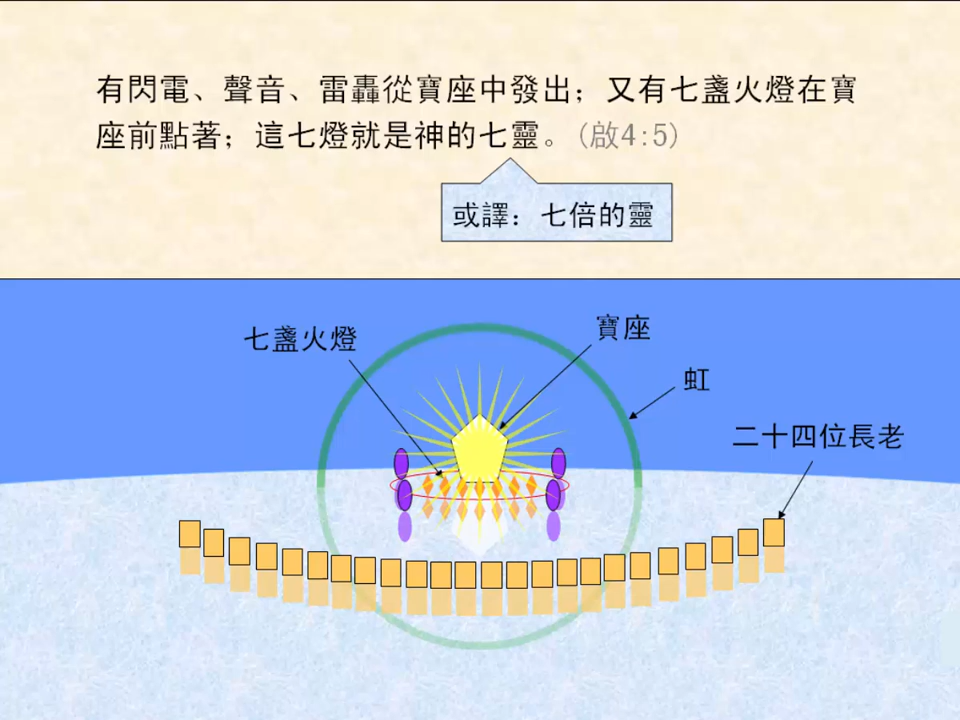 有閃電、聲音、雷轟從寶座中發出；又有七盞火燈在寶
座前點著；這七燈就是神的七靈。(啟4:5)
或譯：七倍的靈
七盞火燈
寶座
虹
二十四位長老